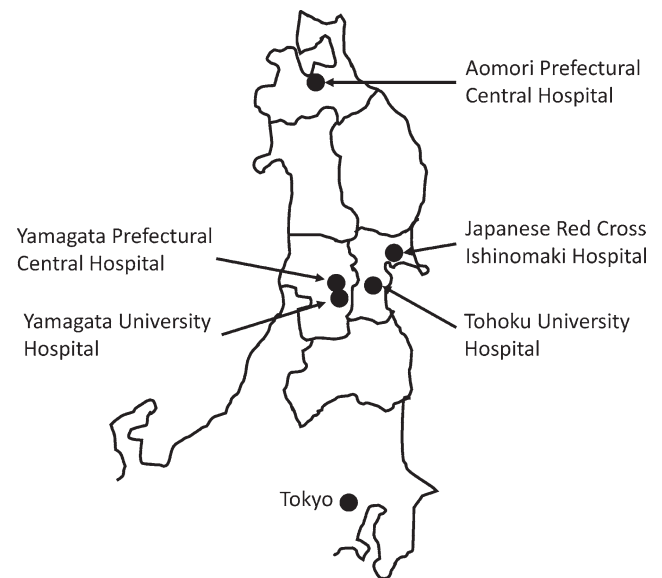 Aomori Prefectural
Central Hospital
Yamagata Prefectural
Central Hospital
Japanese Red Cross
Ishinomaki Hospital
Yamagata University
Hospital
Tohoku University
Hospital
Tokyo